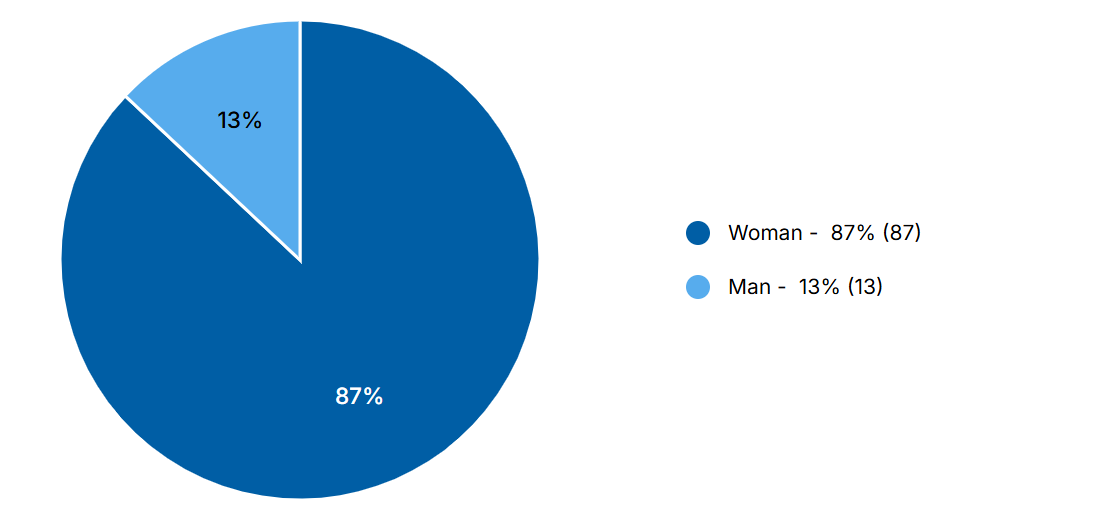 13%
87%
Woman - 87% (87)
Man - 13% (13)